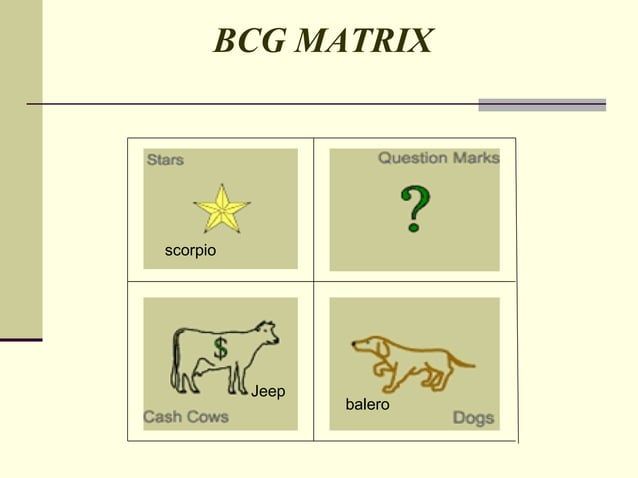 BCG MATRIX
Stars
Question Marks
?
scorpio
$
Jeep
balero
Cash Cows
Dogs